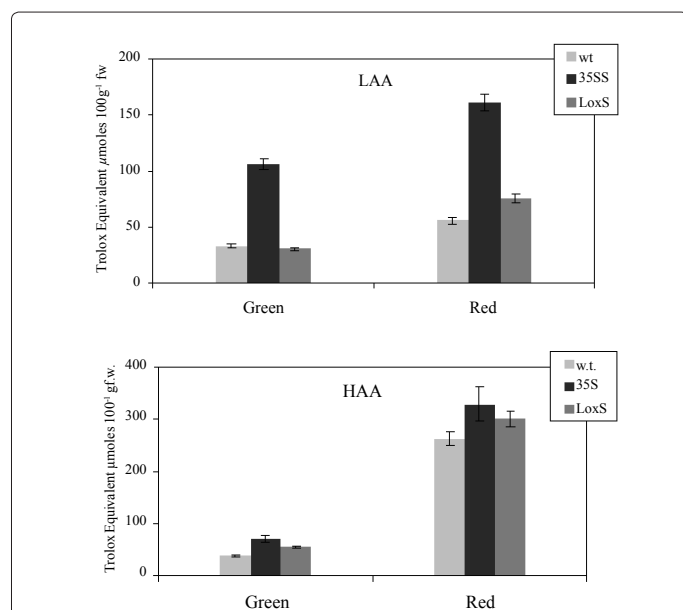 200
150
100
50
0
Trolox Equivalent µmoles 100g⁻¹ fw
LAA
wt
35SS
LoxS
Green
Red
400
300
200
100
0
Trolox Equivalent µmoles 100⁻¹ gf.w.
HAA
w.t.
35S
LoxS
Green
Red